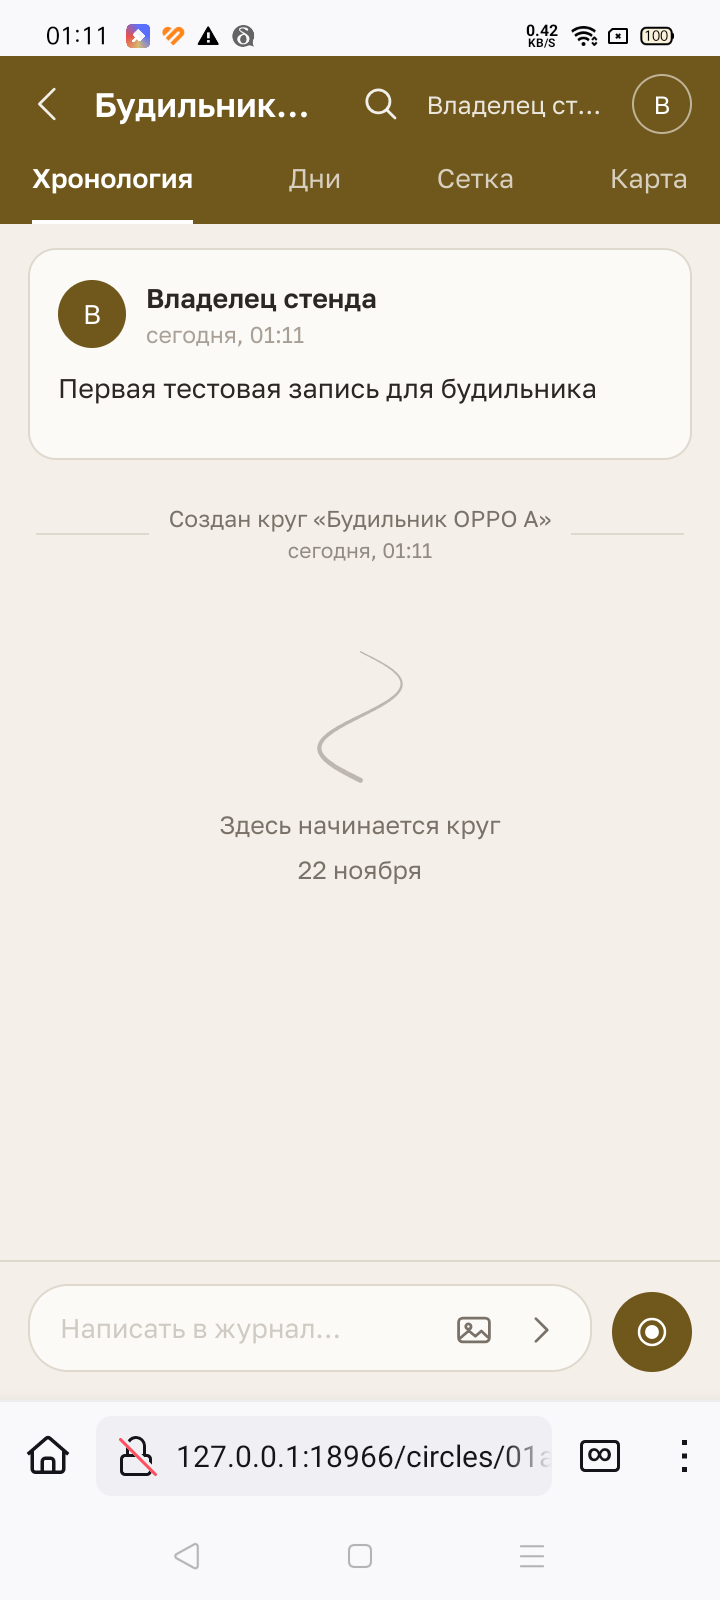 01:11
0.42
KB/S
100
Будильник...
Владелец ст...
В
Хронология
Дни
Сетка
Карта
В
Владелец стенда
сегодня, 01:11
Первая тестовая запись для будильника
Создан круг «Будильник OPPO A»
сегодня, 01:11
Здесь начинается круг
22 ноября
Написать в журнал...
127.0.0.1:18966/circles/01a